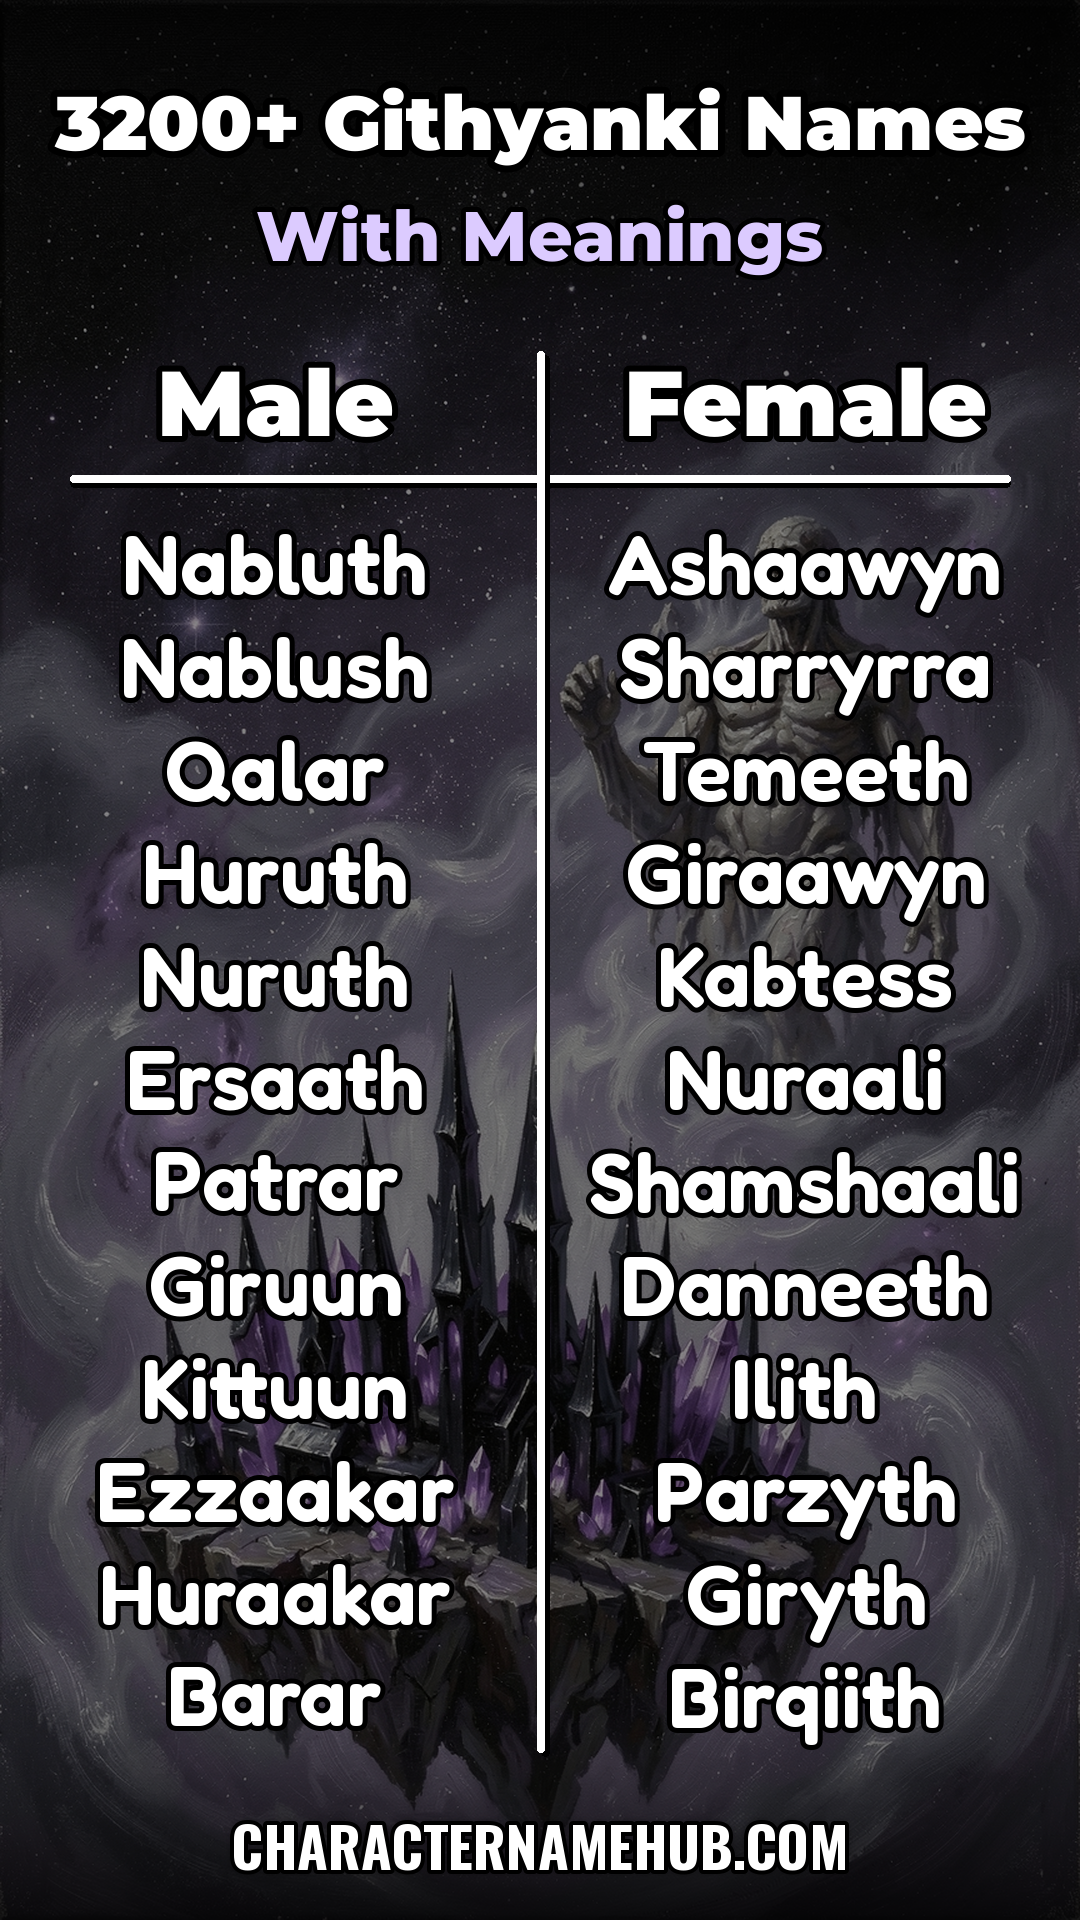 3200+ Githyanki Names
With Meanings
Male
Female
Nabluth
Ashaawyn
Nablush
Sharryrra
Qalar
Temeeth
Huruth
Giraawyn
Nuruth
Kabtess
Ersaath
Nuraali
Patrar
Shamshaali
Giruun
Danneeth
Kittuun
Ilith
Ezzaakar
Parzyth
Huraakar
Giryth
Barar
Birqiith
CHARACTERNAMEHUB.COM